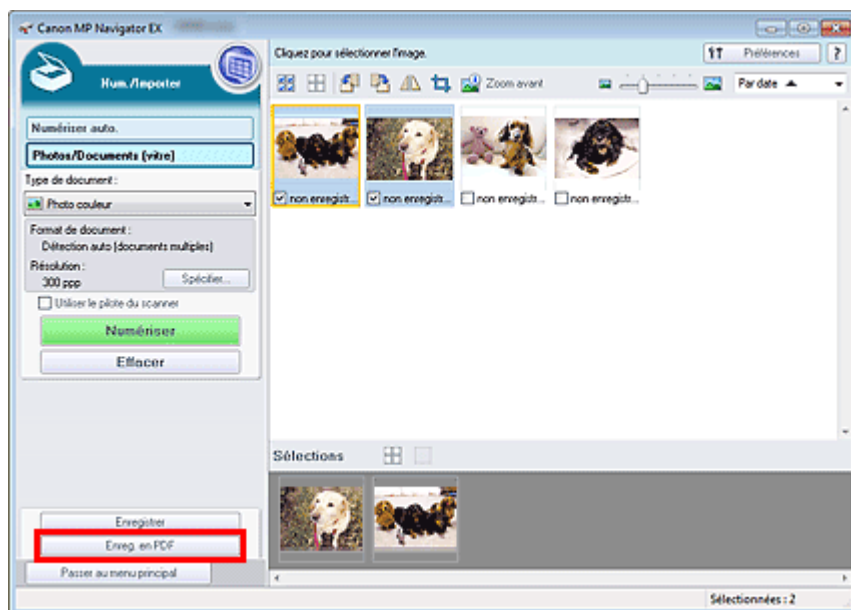 Canon MP Navigator EX
Cliquez pour sélectionner l'image.
Préférences
?
Num./Importer
Zoom avant
Par date
Numériser auto.
Photos/Documents (vitre)
Type de document :
Photo couleur
Format de document :
Détection auto (documents multiples)
Résolution :
300 ppp
Spécifier...
Utiliser le pilote du scanner
Numériser
Effacer
non enregistr...
non enregistr...
non enregistr...
non enregistr...
Sélections
Enregistrer
Enreg. en PDF
Passer au menu principal
Sélectionnées : 2